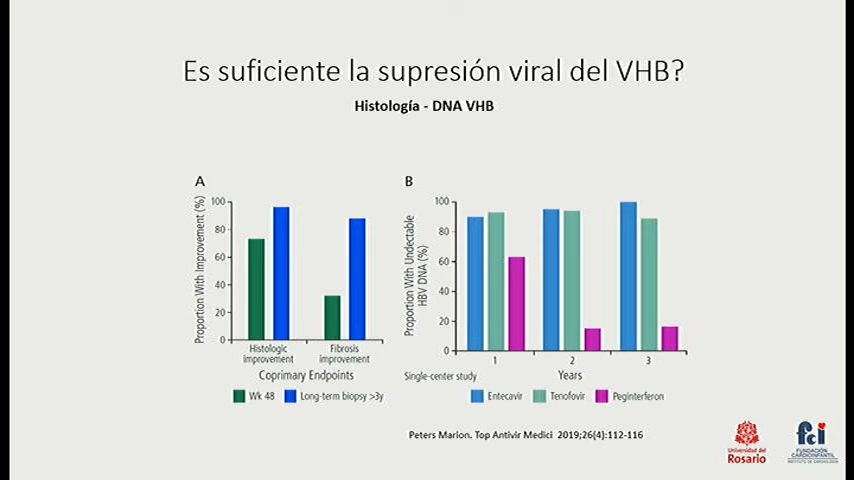 Es suficiente la supresión viral del VHB?
Histología - DNA VHB
A
Proportion With Improvement (%)
100
80
60
40
20
0
Histologic
improvement
Fibrosis
improvement
Coprimary Endpoints
Wk 48
Long-term biopsy >3y
B
Proportion With Undectable
HBV DNA (%)
100
80
60
40
20
0
1
2
3
Single-center study
Years
Entecavir
Tenofovir
Peginterferon
Peters Marion. Top Antivir Medici 2019;26(4):112-116
Universidad del
Rosario
fci
FUNDACIÓN
CARDIOINFANTIL
INSTITUTO DE CARDIOLOGÍA